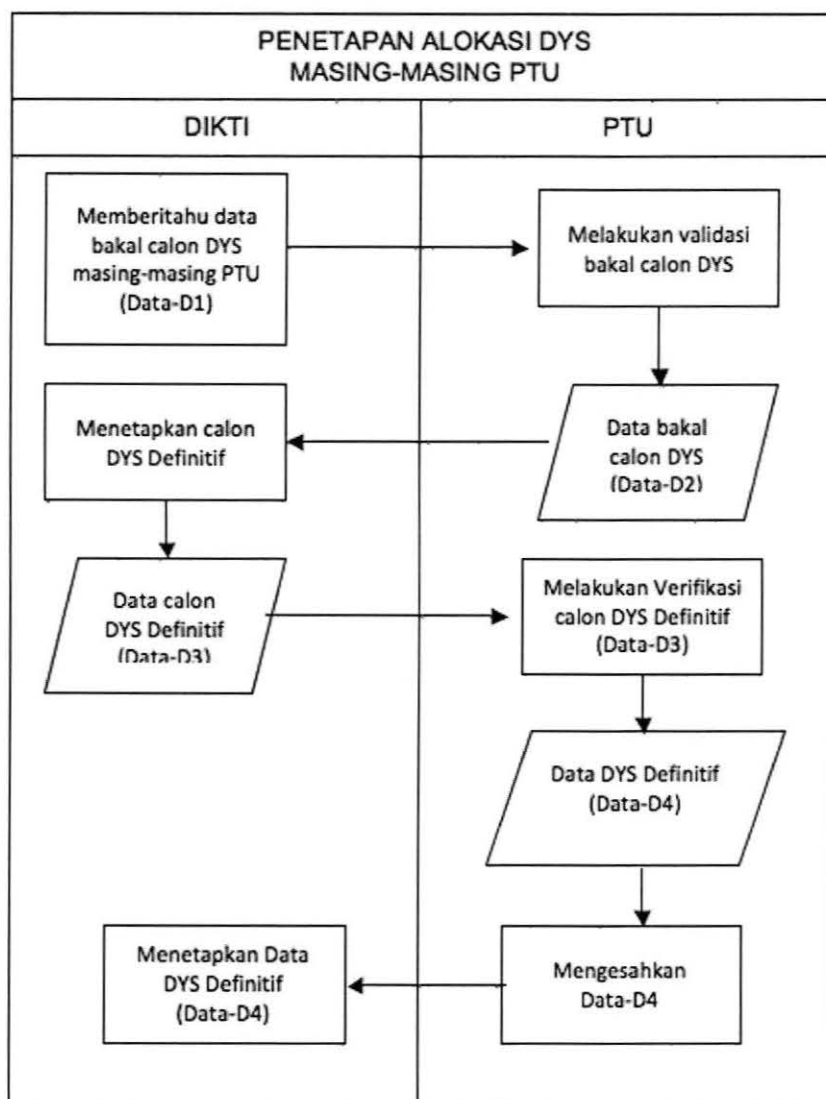 PENETAPAN ALOKASI DYS
MASING-MASING PTU
DIKTI
PTU
Memberitahu data
bakal calon DYS
masing-masing PTU
(Data-D1)
Melakukan validasi
bakal calon DYS
Menetapkan calon
DYS Definitif
Data bakal
calon DYS
(Data-D2)
Data calon
DYS Definitif
(Data-D3)
Melakukan Verifikasi
calon DYS Definitif
(Data-D3)
Data DYS Definitif
(Data-D4)
Menetapkan Data
DYS Definitif
(Data-D4)
Mengesahkan
Data-D4